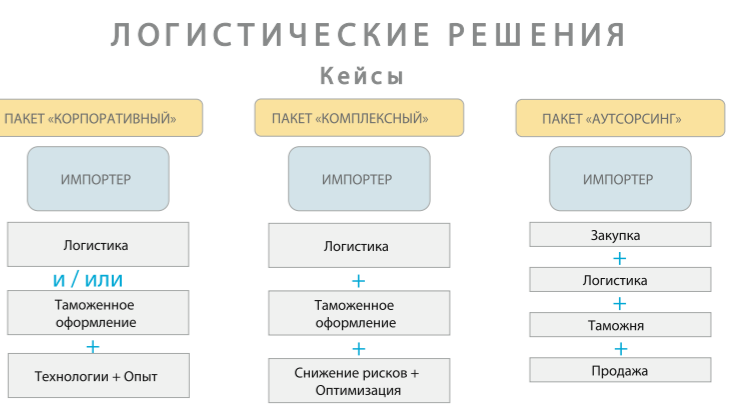 ЛОГИСТИЧЕСКИЕ РЕШЕНИЯ
Кейсы
ПАКЕТ «КОРПОРАТИВНЫЙ»
ИМПОРТЕР
Логистика
и / или
Таможенное
оформление
+
Технологии + Опыт
ПАКЕТ «КОМПЛЕКСНЫЙ»
ИМПОРТЕР
Логистика
+
Таможенное
оформление
+
Снижение рисков +
Оптимизация
ПАКЕТ «АУТСОРСИНГ»
ИМПОРТЕР
Закупка
+
Логистика
+
Таможня
+
Продажа